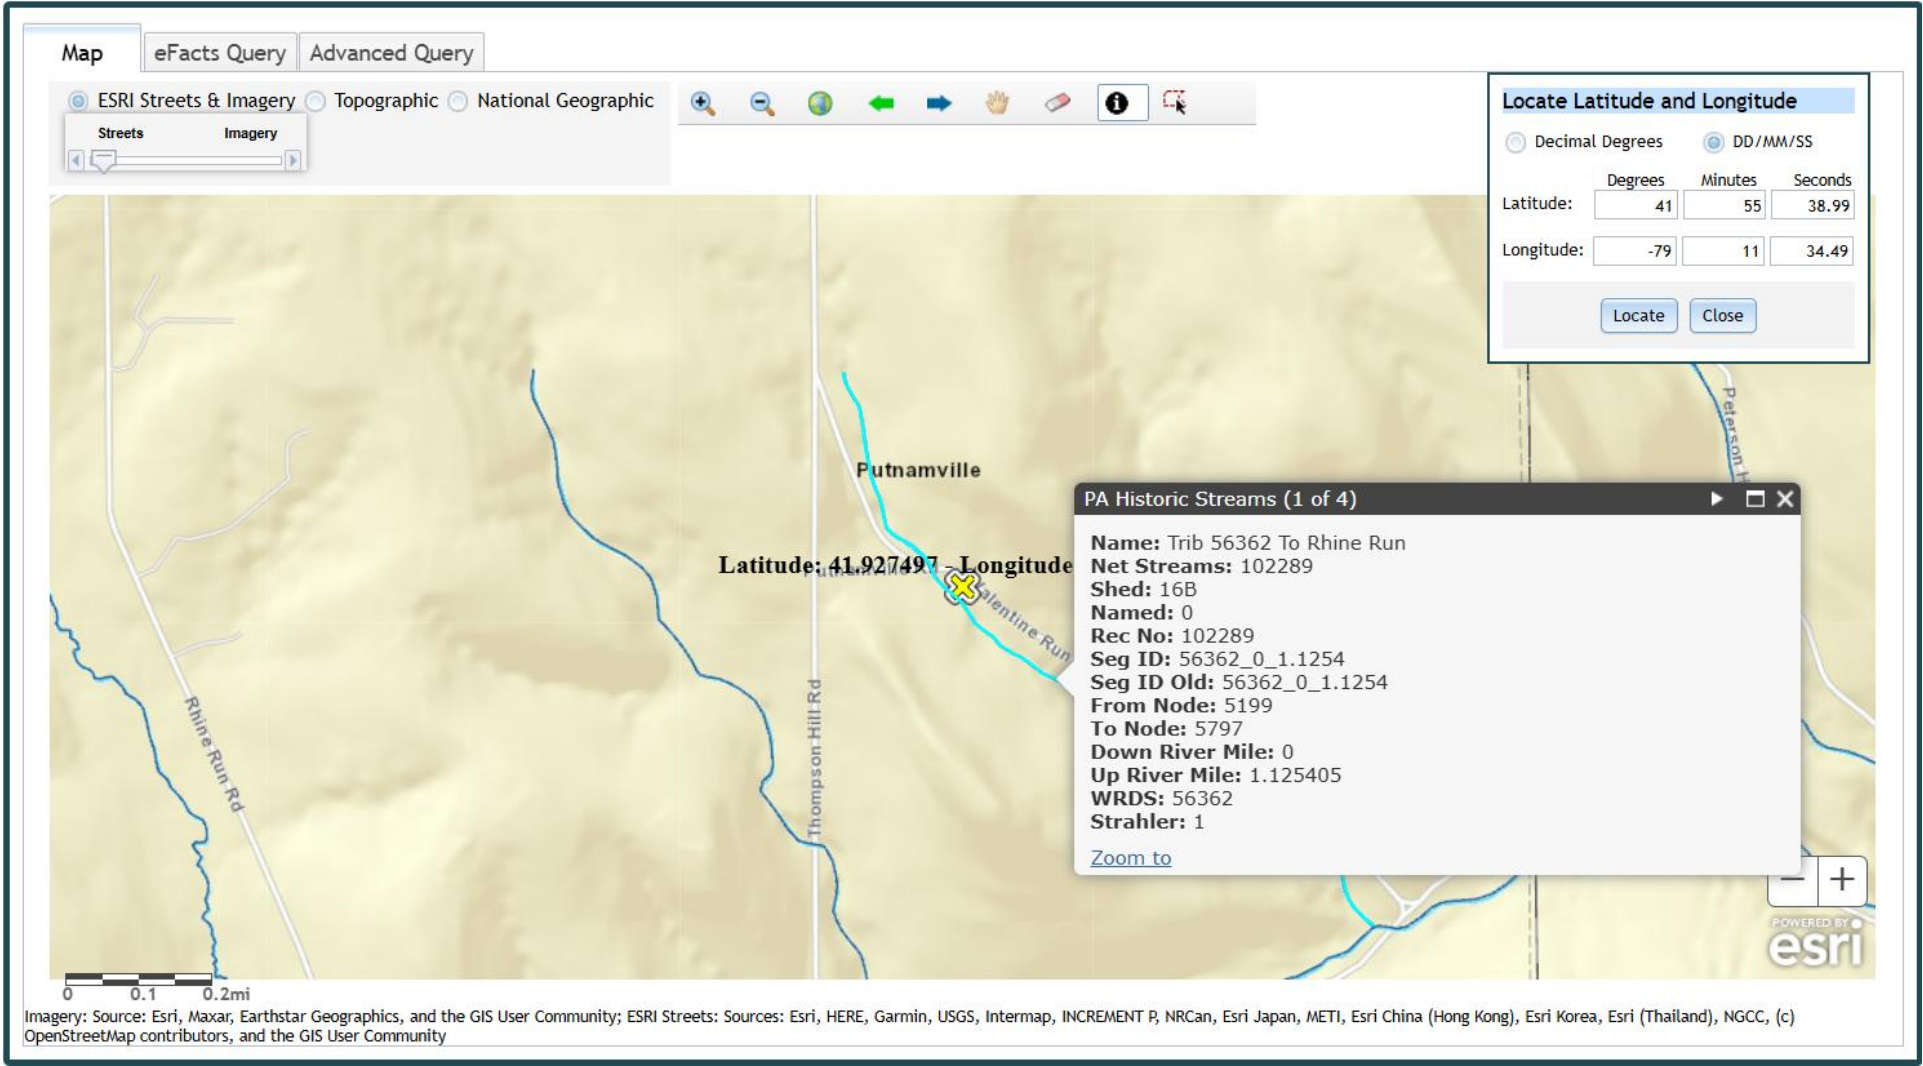 Map eFacts Query Advanced Query
ESRI Streets & Imagery Topographic National Geographic
Streets Imagery
Locate Latitude and Longitude
Decimal Degrees DD/MM/SS
Degrees Minutes Seconds
Latitude: 41 55 38.99
Longitude: -79 11 34.49
Locate Close
Peterson H
Putnamville
Latitude: 41.927497 - Longitude
Valentine Run
Rhine Run Rd
Thompson Hill Rd
PA Historic Streams (1 of 4)
Name: Trib 56362 To Rhine Run
Net Streams: 102289
Shed: 16B
Named: 0
Rec No: 102289
Seg ID: 56362_0_1.1254
Seg ID Old: 56362_0_1.1254
From Node: 5199
To Node: 5797
Down River Mile: 0
Up River Mile: 1.125405
WRDS: 56362
Strahler: 1
Zoom to
POWERED BY
esri
0 0.1 0.2mi
Imagery: Source: Esri, Maxar, Earthstar Geographics, and the GIS User Community; ESRI Streets: Sources: Esri, HERE, Garmin, USGS, Intermap, INCREMENT P, NRCan, Esri Japan, METI, Esri China (Hong Kong), Esri Korea, Esri (Thailand), NGCC, (c)
OpenStreetMap contributors, and the GIS User Community